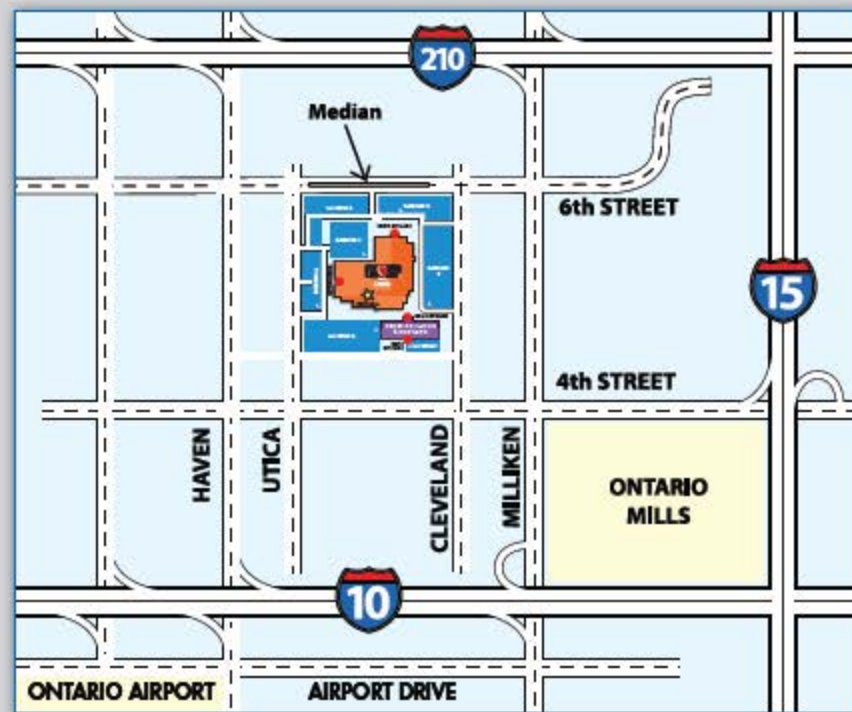 210
Median
6th STREET
15
4th STREET
HAVEN
UTICA
CLEVELAND
MILLIKEN
ONTARIO
MILLS
10
ONTARIO AIRPORT
AIRPORT DRIVE